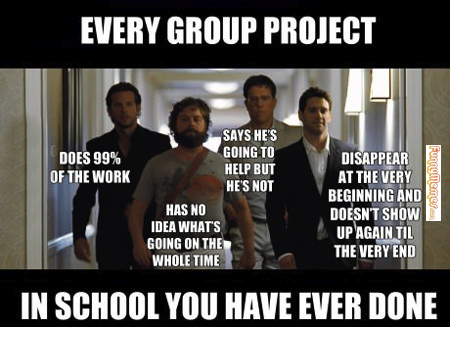 EVERY GROUP PROJECT
DOES 99%
OF THE WORK
HAS NO
IDEA WHAT'S
GOING ON THE
WHOLE TIME
SAYS HE'S
GOING TO
HELP BUT
HE'S NOT
DISAPPEAR
AT THE VERY
BEGINNING AND
DOESN'T SHOW
UP AGAIN TIL
THE VERY END
IN SCHOOL YOU HAVE EVER DONE